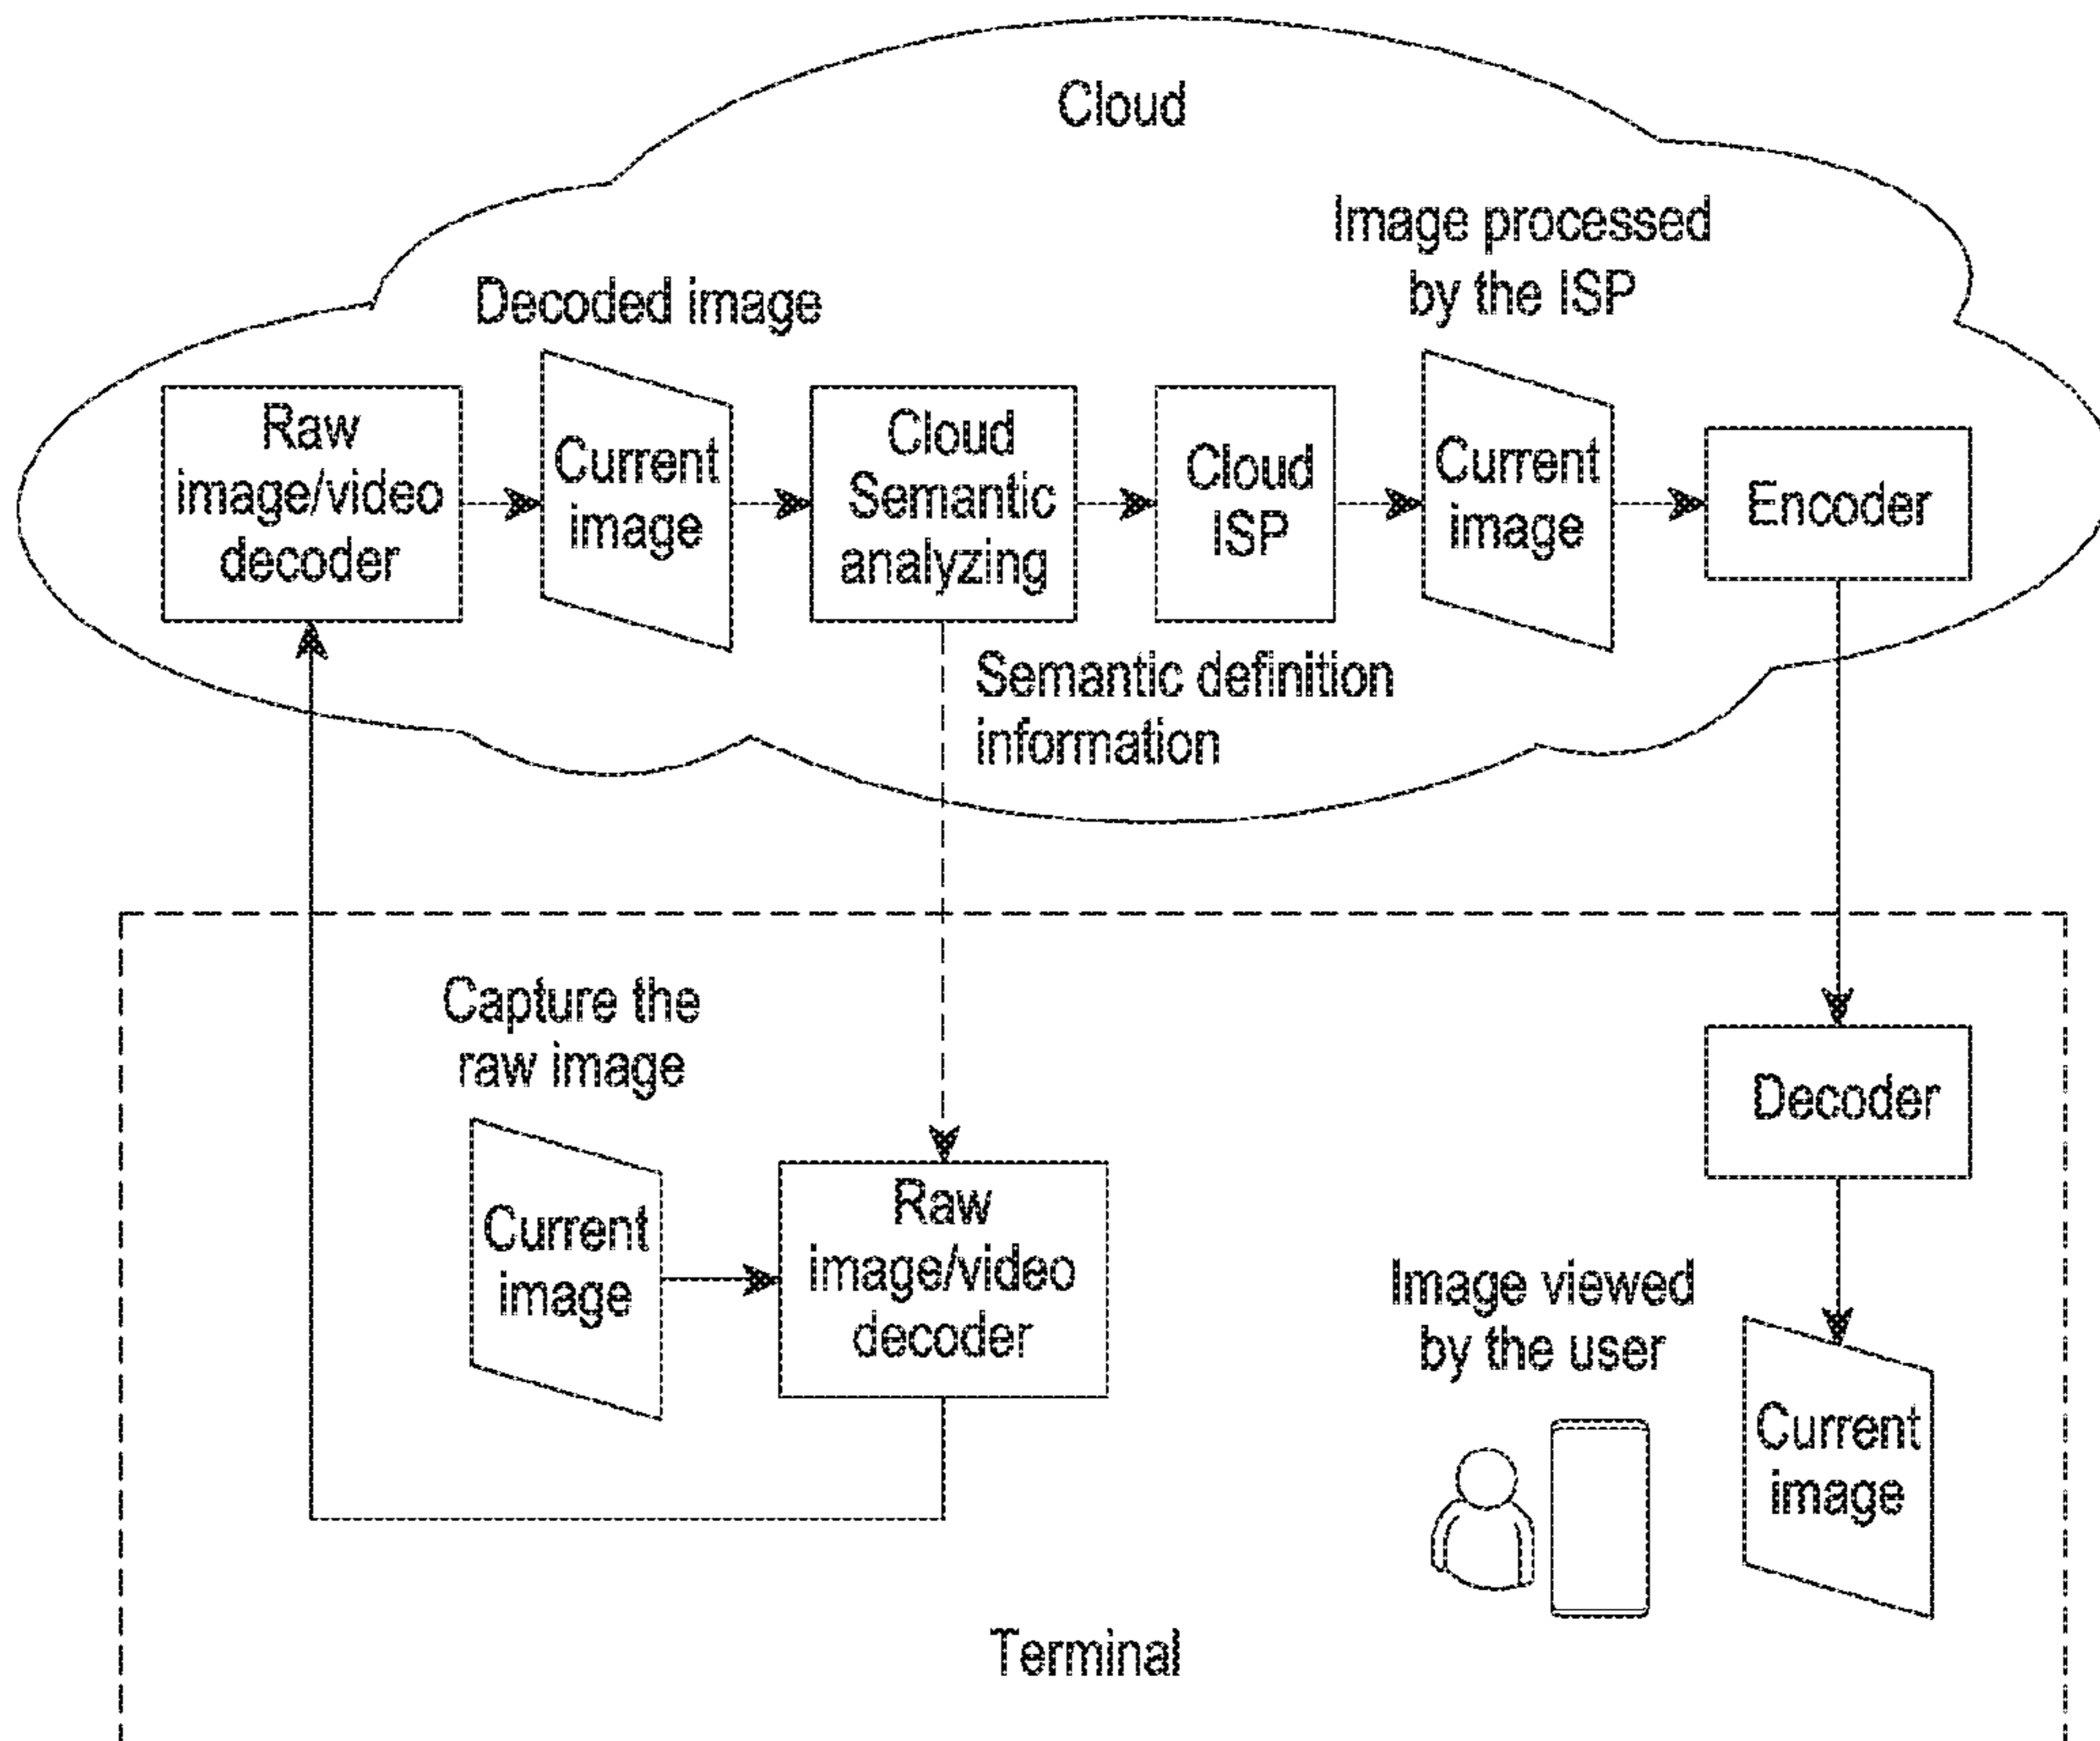 Cloud
Image processed
by the ISP
Decoded image
Raw
image/video
decoder
Current
image
Cloud
Semantic
analyzing
Cloud
ISP
Current
image
Encoder
Semantic definition
information
Capture the
raw image
Current
image
Raw
image/video
decoder
Decoder
Image viewed
by the user
Current
image
Terminal